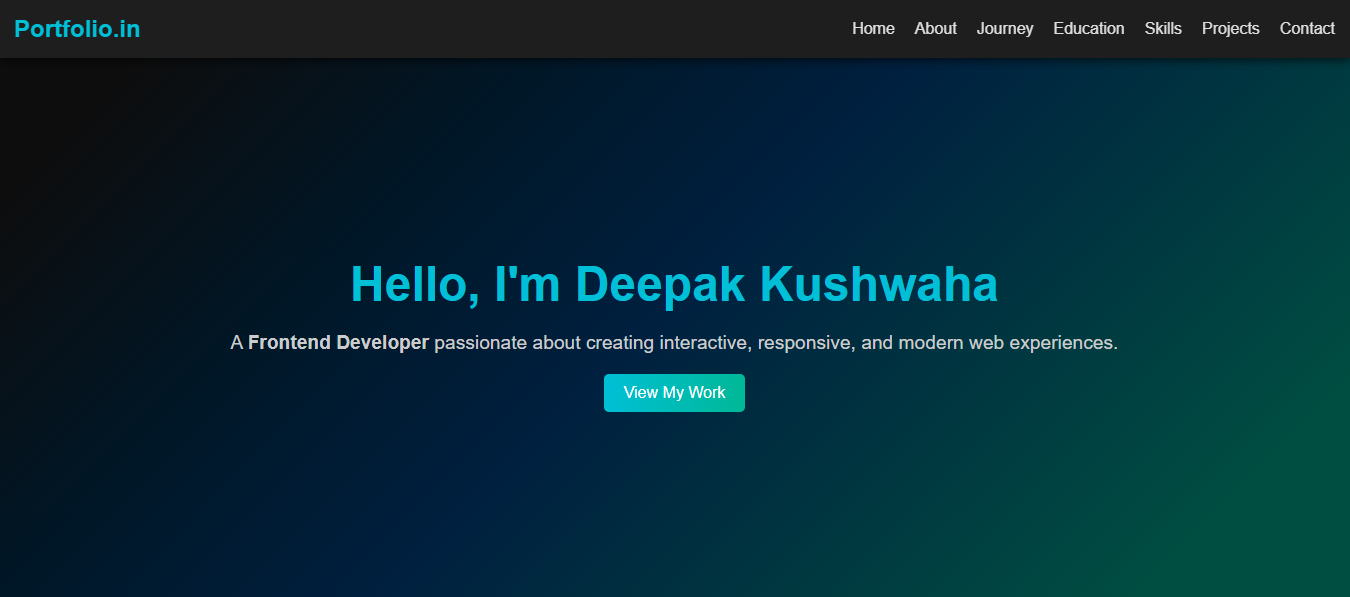 Portfolio.in
Home About Journey Education Skills Projects Contact
Hello, I'm Deepak Kushwaha
A Frontend Developer passionate about creating interactive, responsive, and modern web experiences.
View My Work